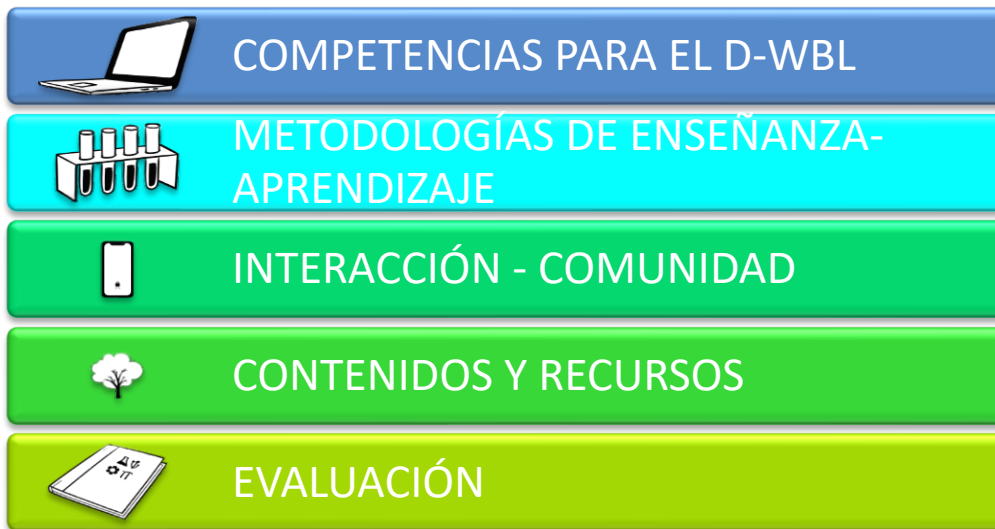 COMPETENCIAS PARA EL D-WBL
METODOLOGÍAS DE ENSEÑANZA-
APRENDIZAJE
INTERACCIÓN - COMUNIDAD
CONTENIDOS Y RECURSOS
EVALUACIÓN